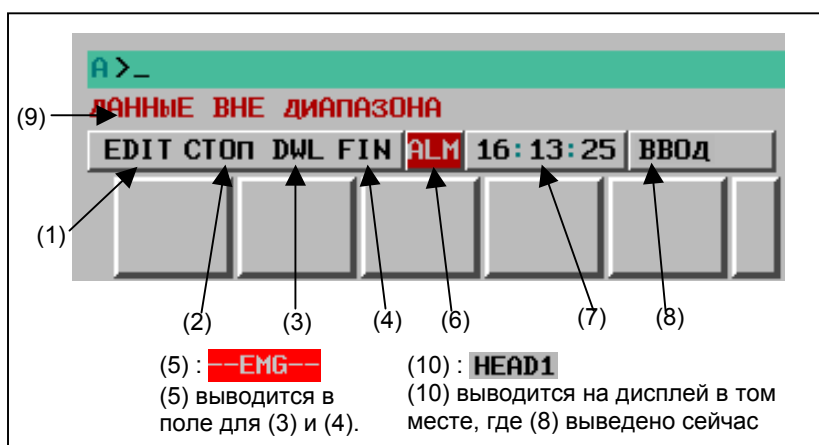 A>_
ДАННЫЕ ВНЕ ДИАПАЗОНА
(9)
EDIT СТОП DWL FIN ALM 16:13:25 ВВОД
(1)
(2) (3) (4) (6) (7) (8)
(5) : --EMG--
(5) выводится в
поле для (3) и (4).
(10) : HEAD1
(10) выводится на дисплей в том
месте, где (8) выведено сейчас